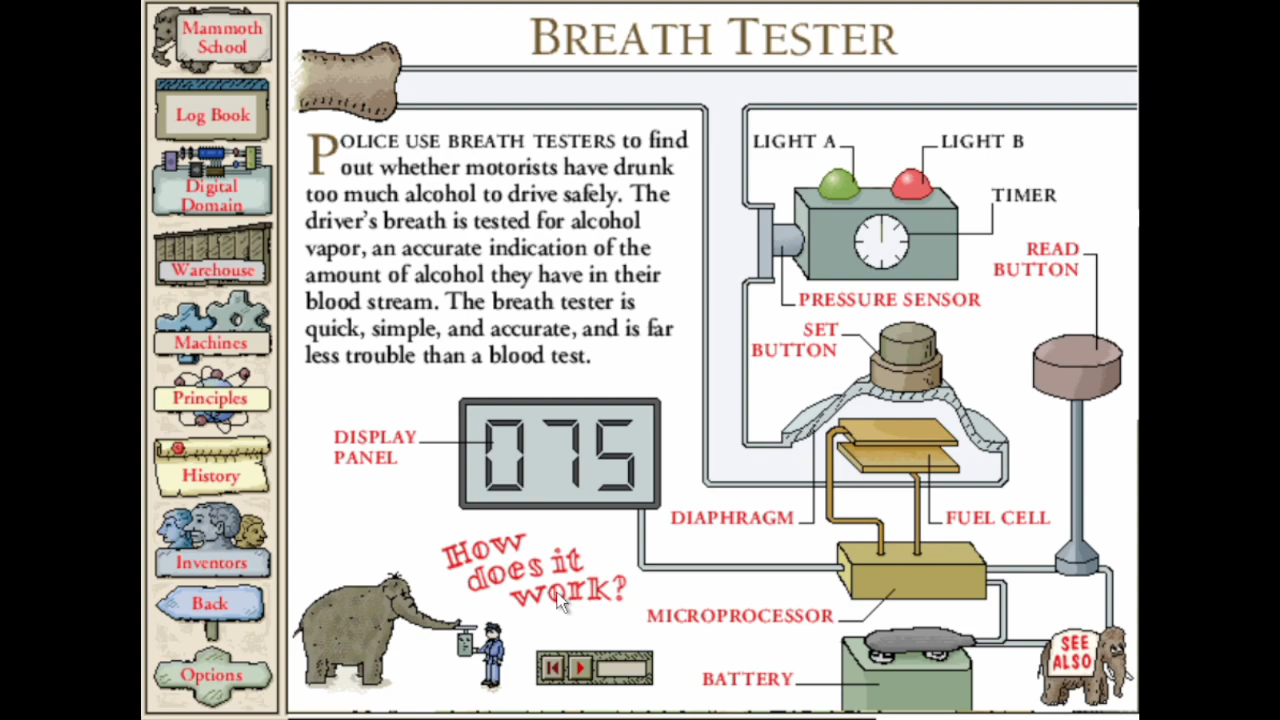 Mammoth
School
Log Book
Digital
Domain
Warehouse
Machines
Principles
History
Inventors
Back
Options
BREATH TESTER
POLICE USE BREATH TESTERS to find
out whether motorists have drunk
too much alcohol to drive safely. The
driver's breath is tested for alcohol
vapor, an accurate indication of the
amount of alcohol they have in their
blood stream. The breath tester is
quick, simple, and accurate, and is far
less trouble than a blood test.
LIGHT A
LIGHT B
TIMER
READ
BUTTON
PRESSURE SENSOR
SET
BUTTON
DISPLAY
PANEL
075
DIAPHRAGM
FUEL CELL
How
does it
work?
MICROPROCESSOR
BATTERY
SEE
ALSO